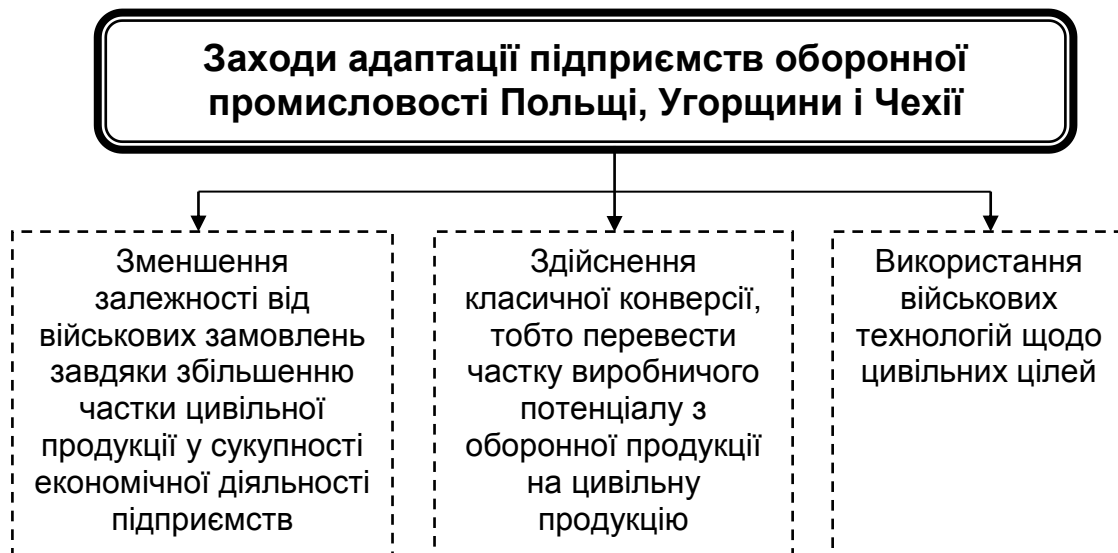 Заходи адаптації підприємств оборонної
промисловості Польщі, Угорщини і Чехії
Зменшення
залежності від
військових замовлень
завдяки збільшенню
частки цивільної
продукції у сукупності
економічної діяльності
підприємств
Здійснення
класичної конверсії,
тобто перевести
частку виробничого
потенціалу з
оборонної продукції
на цивільну
продукцію
Використання
військових
технологій щодо
цивільних цілей